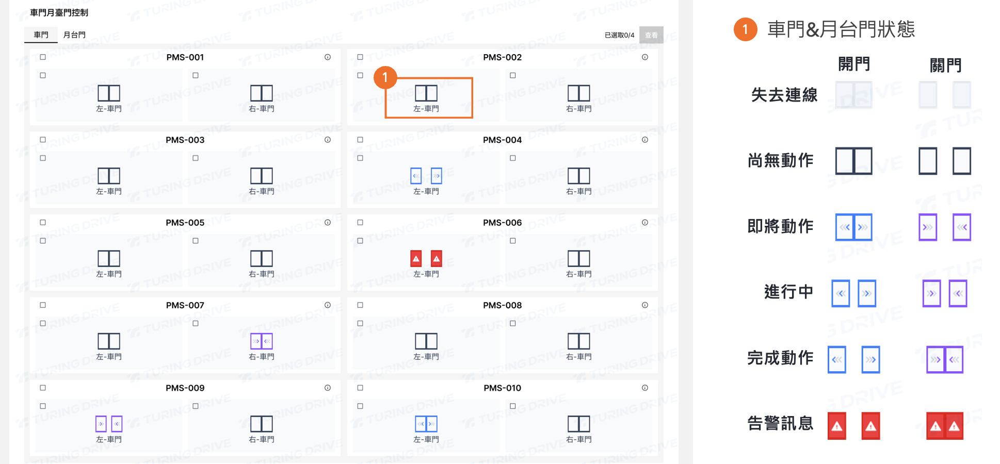 車門月臺門控制
車門 月台門
已選取0/4 查看
PMS-001
左-車門 右-車門
PMS-002
1
左-車門 右-車門
PMS-003
左-車門 右-車門
PMS-004
左-車門 右-車門
PMS-005
左-車門 右-車門
PMS-006
左-車門 右-車門
PMS-007
左-車門 右-車門
PMS-008
左-車門 右-車門
PMS-009
左-車門 右-車門
PMS-010
左-車門 右-車門
TURING DRIVE
1 車門&月台門狀態
開門 關門
失去連線
尚無動作
即將動作
進行中
完成動作
告警訊息